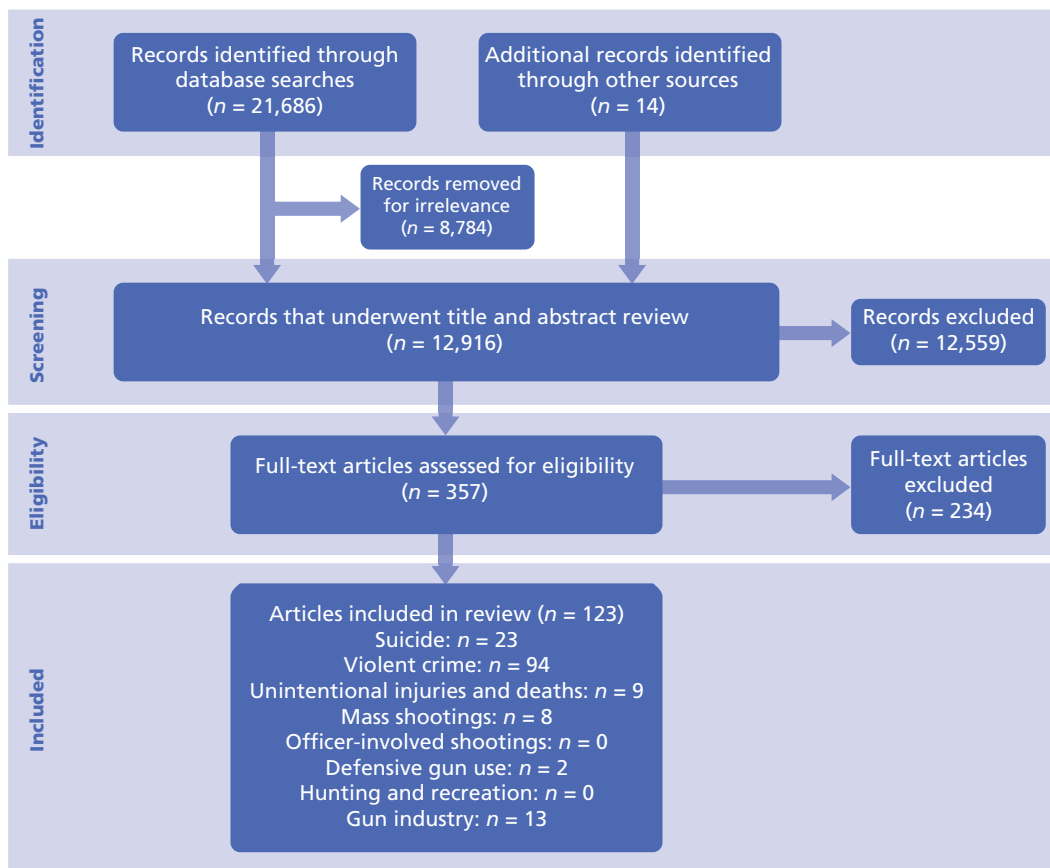 Identification
Records identified through
database searches
(n = 21,686)
Additional records identified
through other sources
(n = 14)
Records removed
for irrelevance
(n = 8,784)
Screening
Records that underwent title and abstract review
(n = 12,916)
Records excluded
(n = 12,559)
Eligibility
Full-text articles assessed for eligibility
(n = 357)
Full-text articles
excluded
(n = 234)
Included
Articles included in review (n = 123)
Suicide: n = 23
Violent crime: n = 94
Unintentional injuries and deaths: n = 9
Mass shootings: n = 8
Officer-involved shootings: n = 0
Defensive gun use: n = 2
Hunting and recreation: n = 0
Gun industry: n = 13